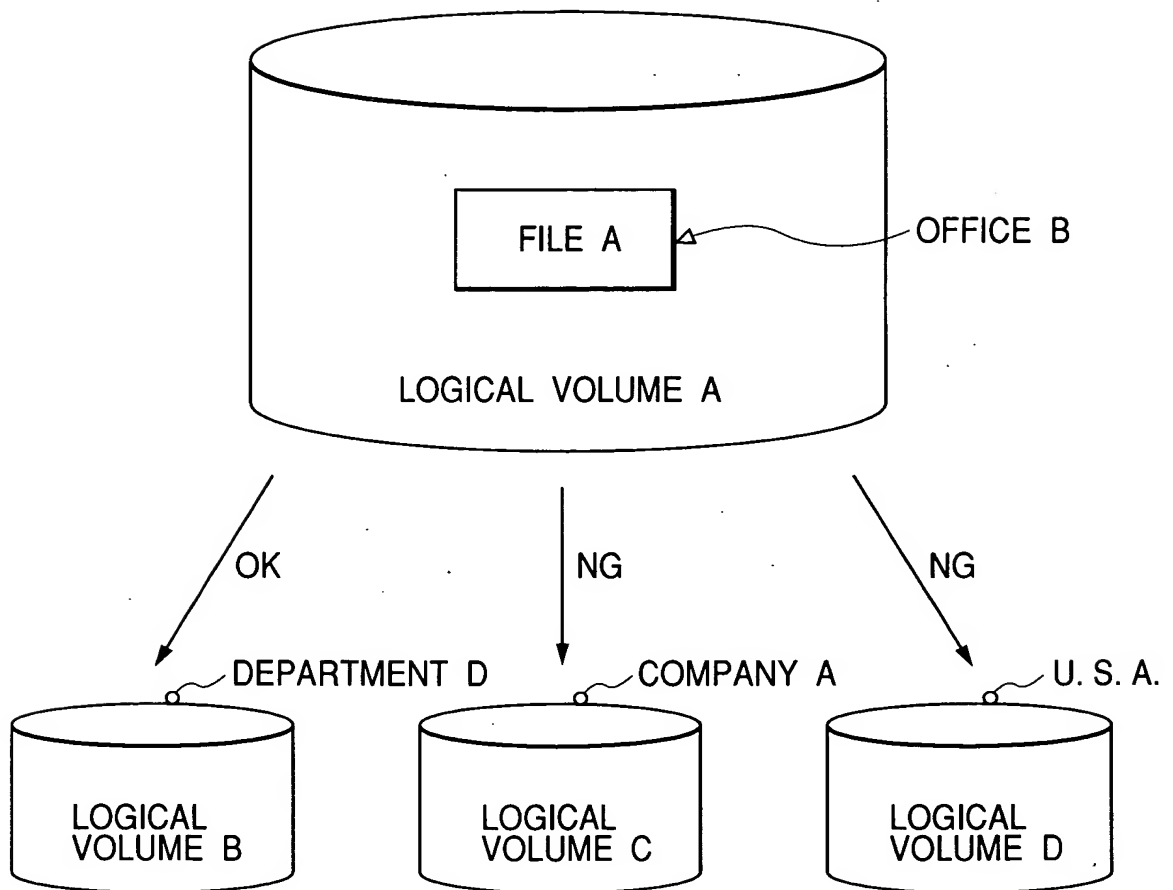 FILE A
OFFICE B
LOGICAL VOLUME A
OK
NG
NG
DEPARTMENT D
COMPANY A
U. S. A.
LOGICAL
VOLUME B
LOGICAL
VOLUME C
LOGICAL
VOLUME D